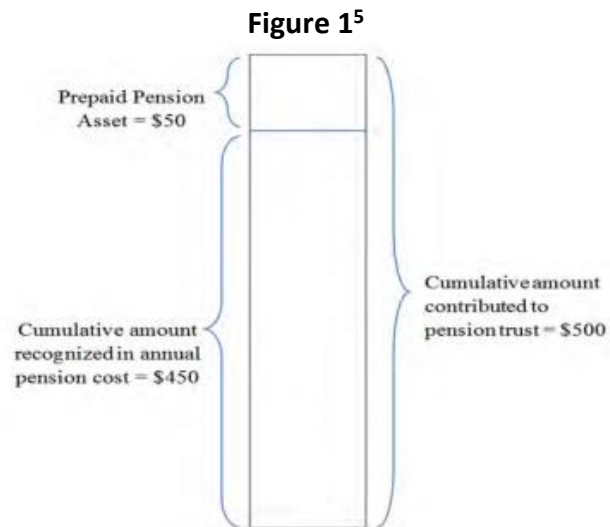 Figure 1⁵
Prepaid Pension
Asset = $50
Cumulative amount
recognized in annual
pension cost = $450
Cumulative amount
contributed to
pension trust = $500